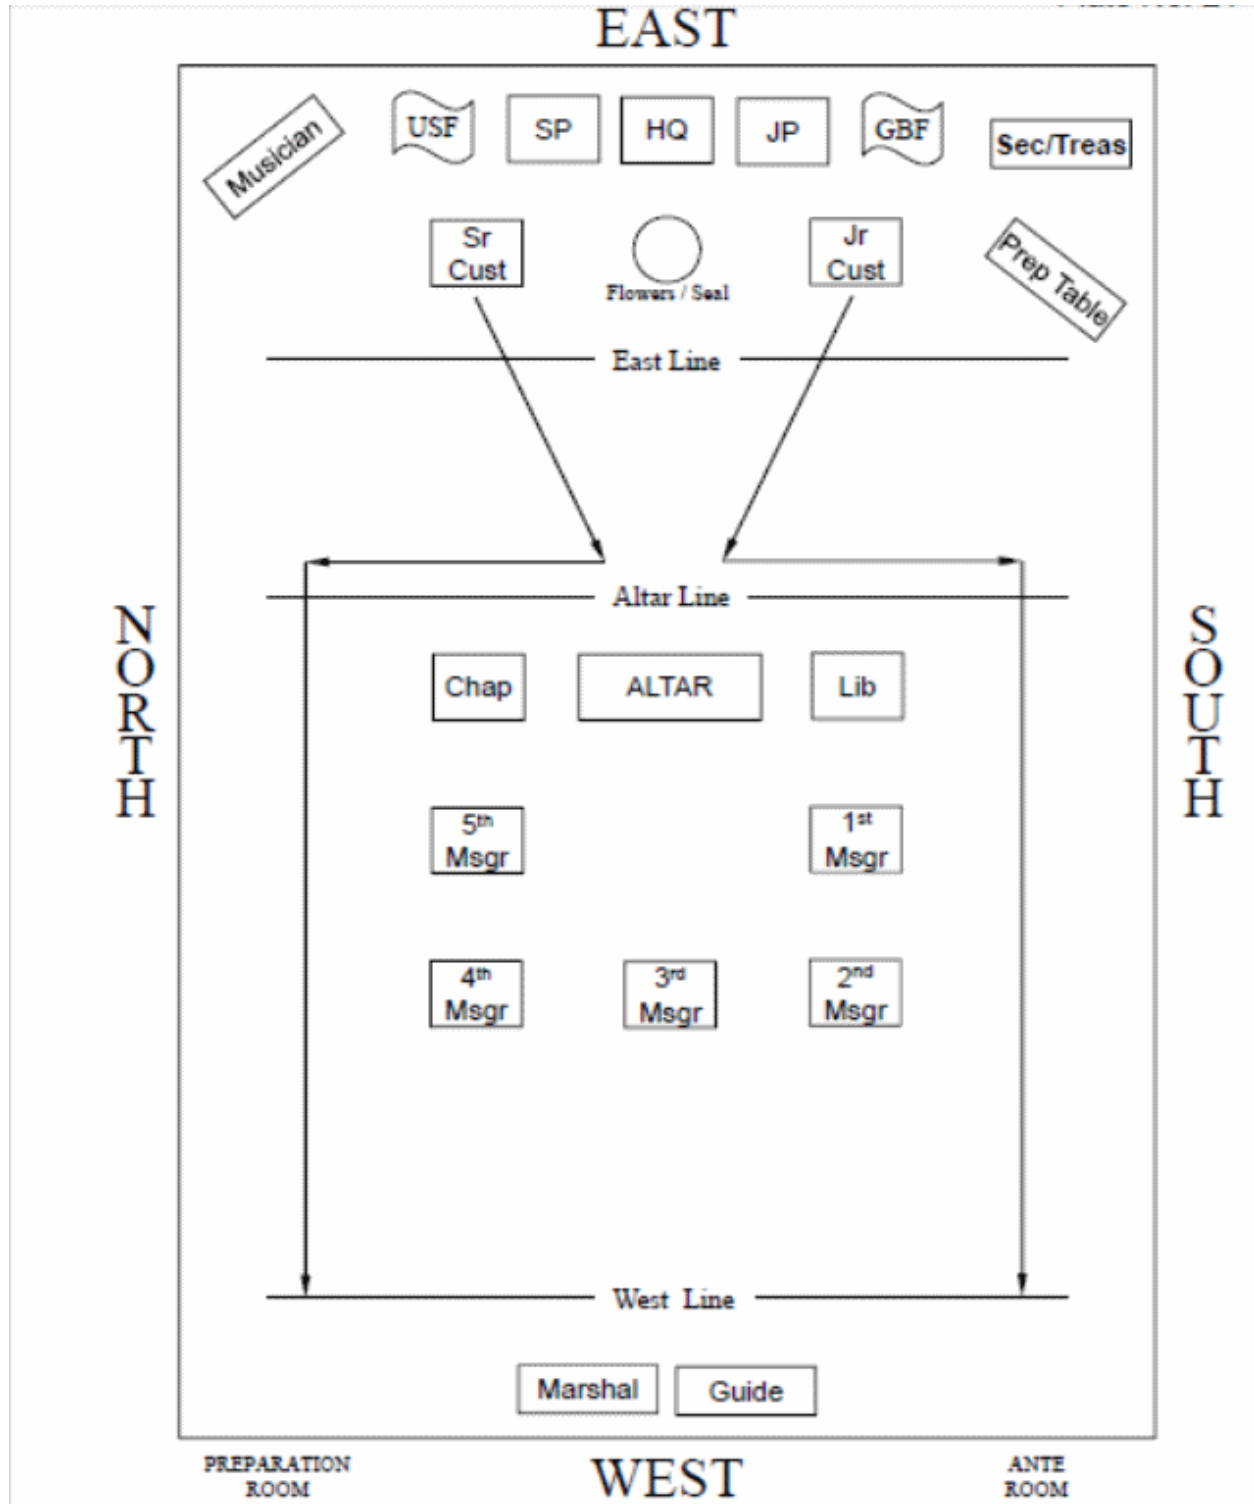 EAST
Musician
USF
SP
HQ
JP
GBF
Sec/Treas
Sr
Cust
Flowers / Seal
Jr
Cust
Prep Table
East Line
Altar Line
NORTH
SOUTH
Chap
ALTAR
Lib
5th
Msgr
1st
Msgr
4th
Msgr
3rd
Msgr
2nd
Msgr
West Line
Marshal
Guide
PREPARATION
ROOM
WEST
ANTE
ROOM